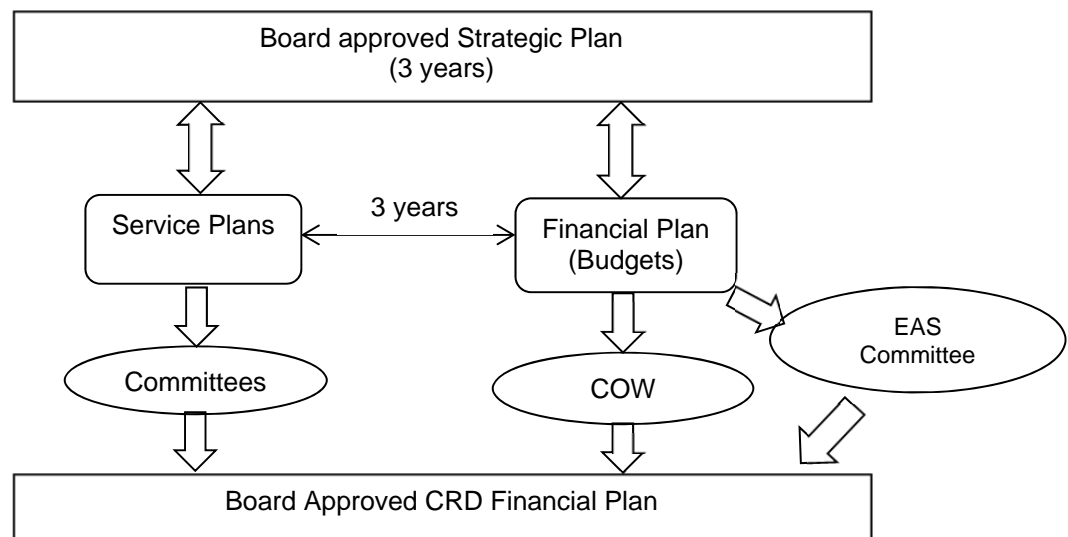 Board approved Strategic Plan
(3 years)
Service Plans
3 years
Financial Plan
(Budgets)
EAS
Committee
Committees
COW
Board Approved CRD Financial Plan